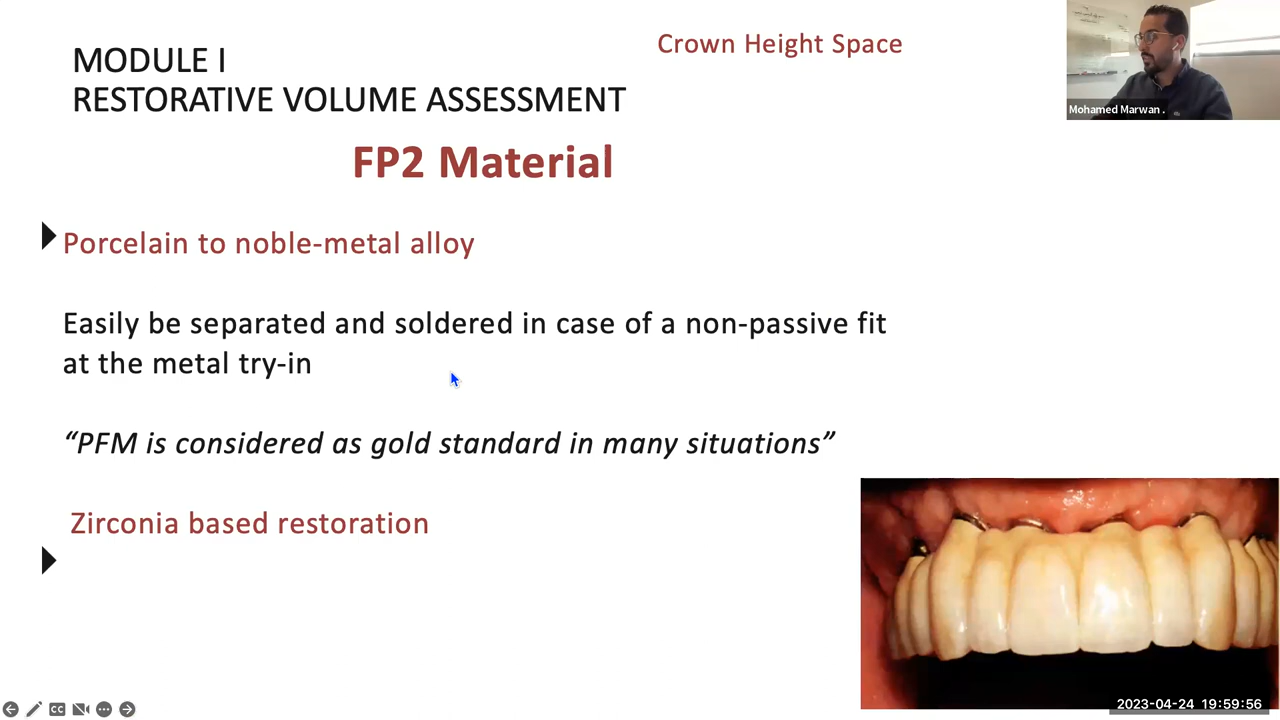 MODULE I
RESTORATIVE VOLUME ASSESSMENT
Crown Height Space
Mohamed Marwan .
FP2 Material
Porcelain to noble-metal alloy
Easily be separated and soldered in case of a non-passive fit
at the metal try-in
“PFM is considered as gold standard in many situations”
Zirconia based restoration
CC
2023-04-24 19:59:56